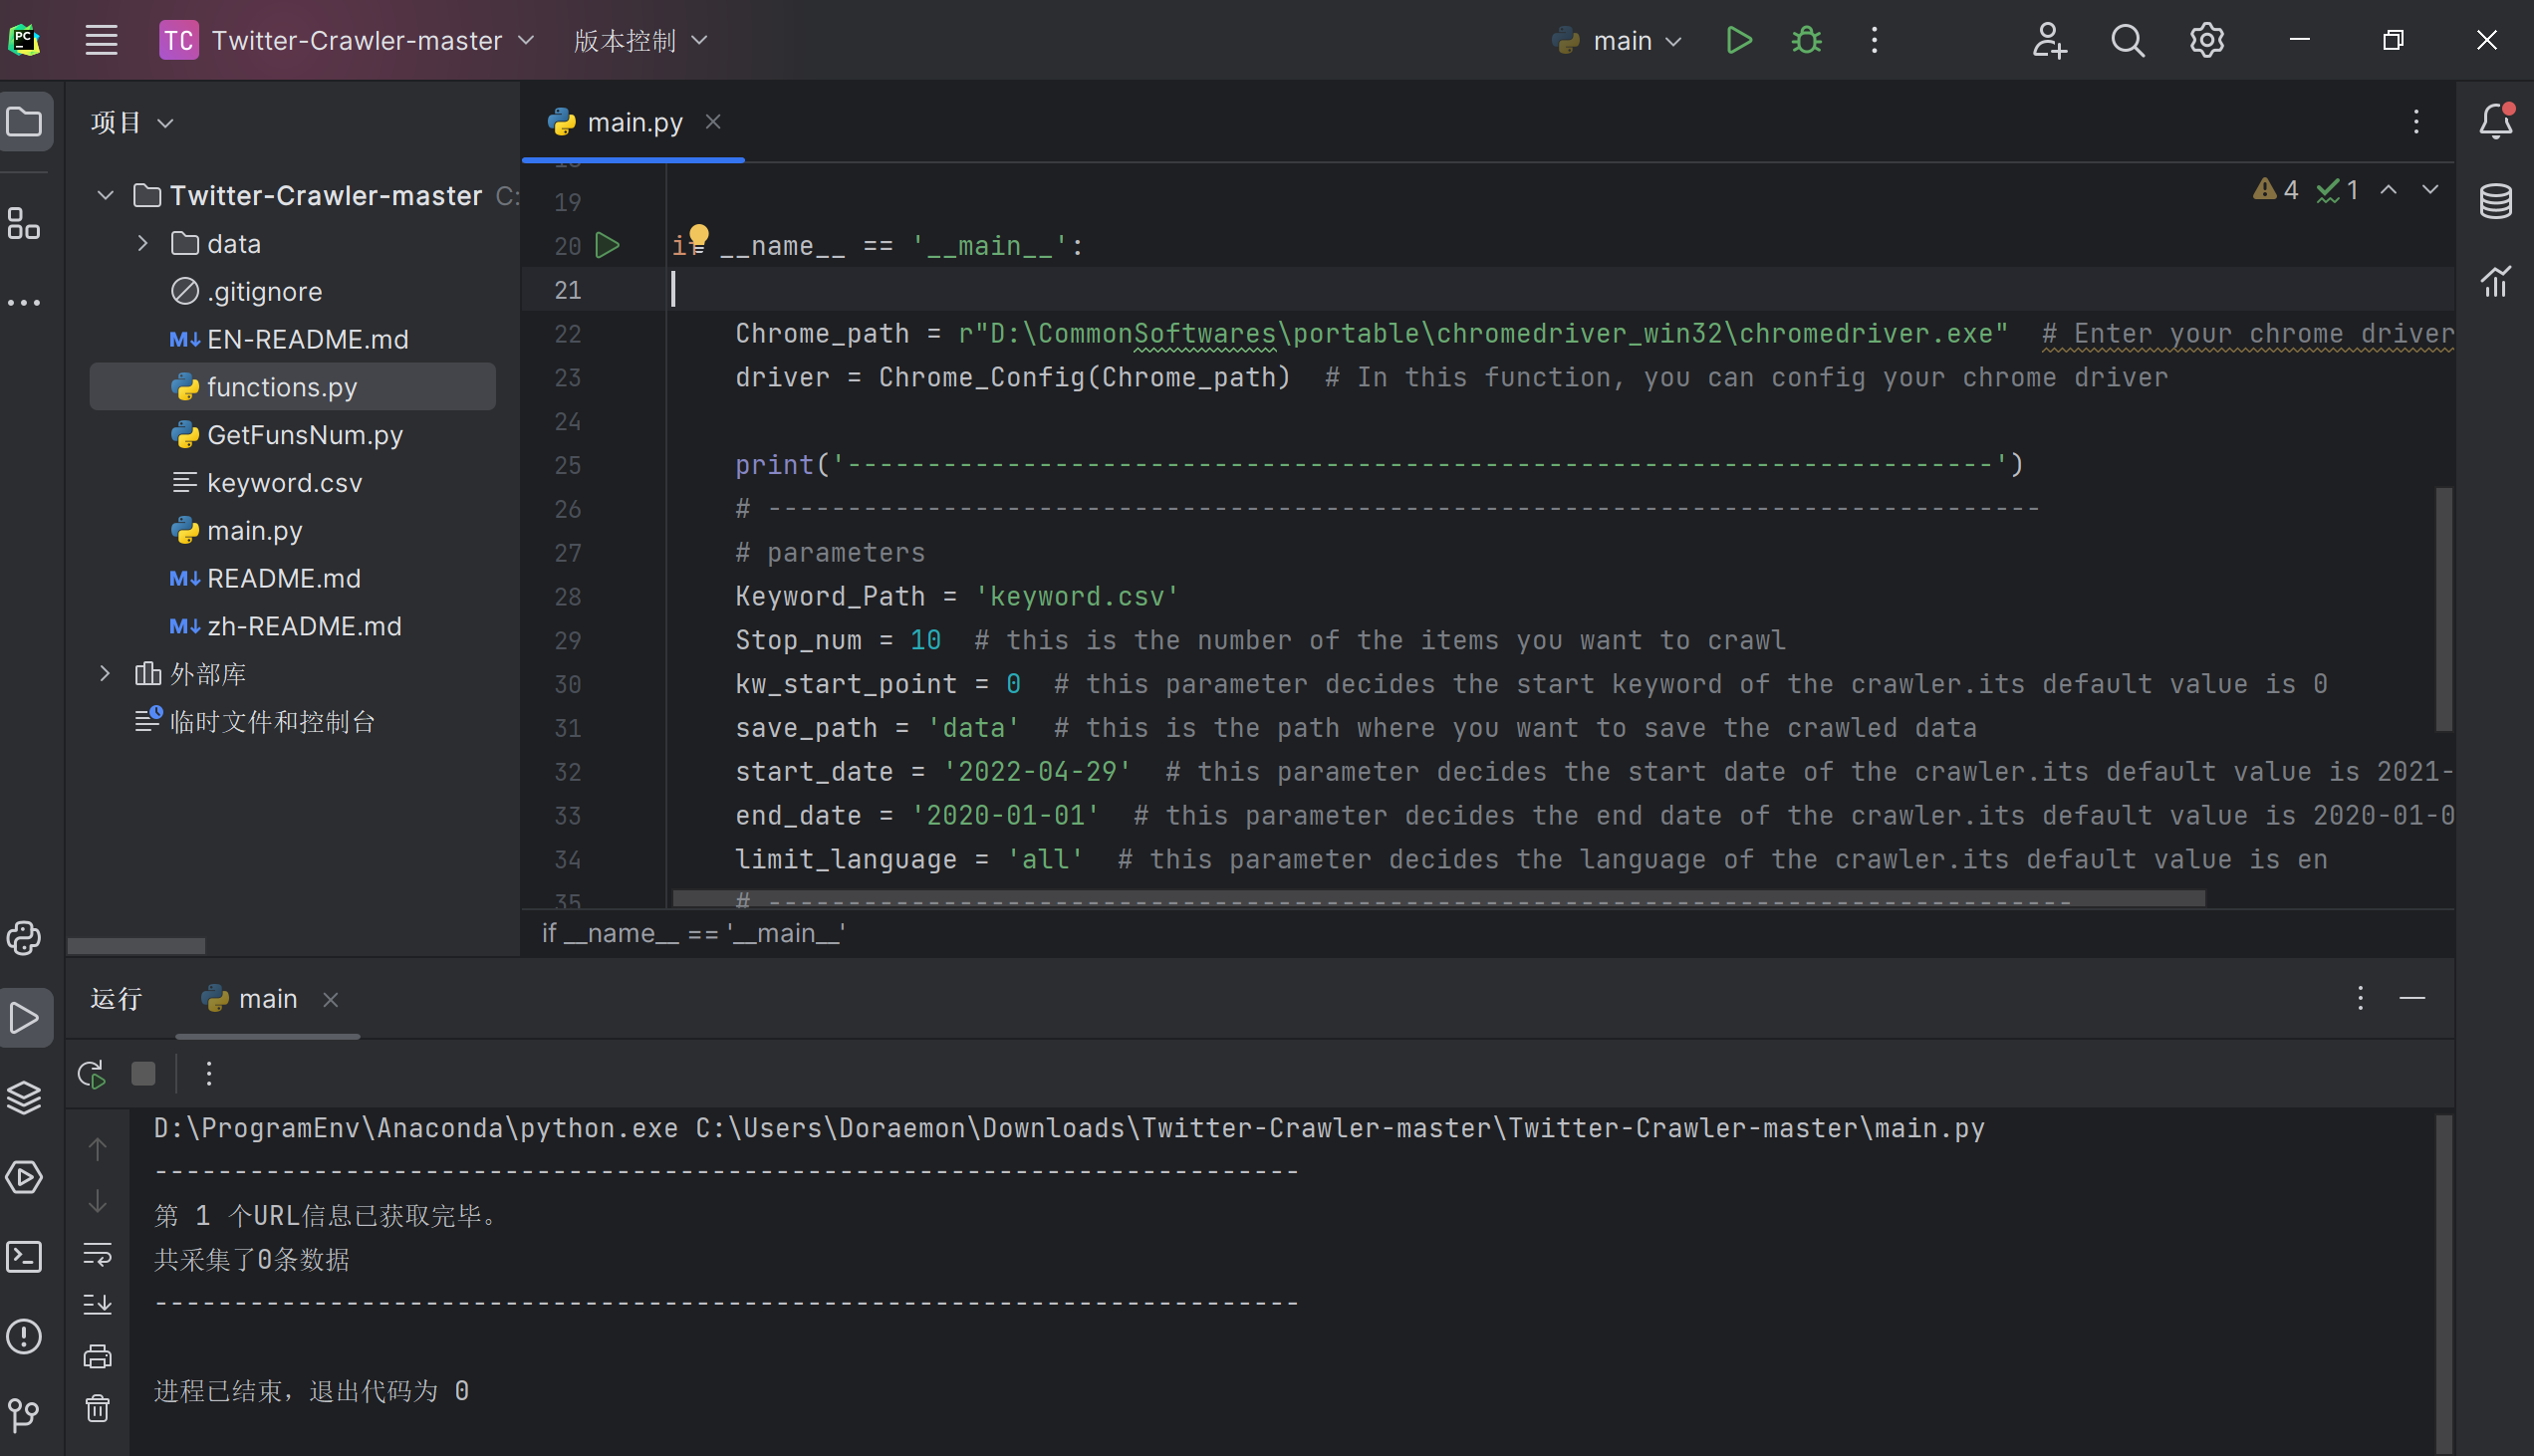 PC
TC Twitter-Crawler-master 版本控制 main
项目
Twitter-Crawler-master C:
data
.gitignore
M↓ EN-README.md
functions.py
GetFunsNum.py
keyword.csv
main.py
M↓ README.md
M↓ zh-README.md
外部库
临时文件和控制台
main.py
4 1
19
20 if __name__ == '__main__':
21
22 Chrome_path = r"D:\CommonSoftwares\portable\chromedriver_win32\chromedriver.exe"  # Enter your chrome driver
23 driver = Chrome_Config(Chrome_path)  # In this function, you can config your chrome driver
24
25 print('------------------------------------------------------------------------')
26 # --------------------------------------------------------------------------------
27 # parameters
28 Keyword_Path = 'keyword.csv'
29 Stop_num = 10  # this is the number of the items you want to crawl
30 kw_start_point = 0  # this parameter decides the start keyword of the crawler.its default value is 0
31 save_path = 'data'  # this is the path where you want to save the crawled data
32 start_date = '2022-04-29'  # this parameter decides the start date of the crawler.its default value is 2021-
33 end_date = '2020-01-01'  # this parameter decides the end date of the crawler.its default value is 2020-01-0
34 limit_language = 'all'  # this parameter decides the language of the crawler.its default value is en
35 # ----------------------------------------------------------------------------------
if __name__ == '__main__'
运行 main
D:\ProgramEnv\Anaconda\python.exe C:\Users\Doraemon\Downloads\Twitter-Crawler-master\Twitter-Crawler-master\main.py
------------------------------------------------------------------------
第 1 个URL信息已获取完毕。
共采集了0条数据
------------------------------------------------------------------------
进程已结束，退出代码为 0